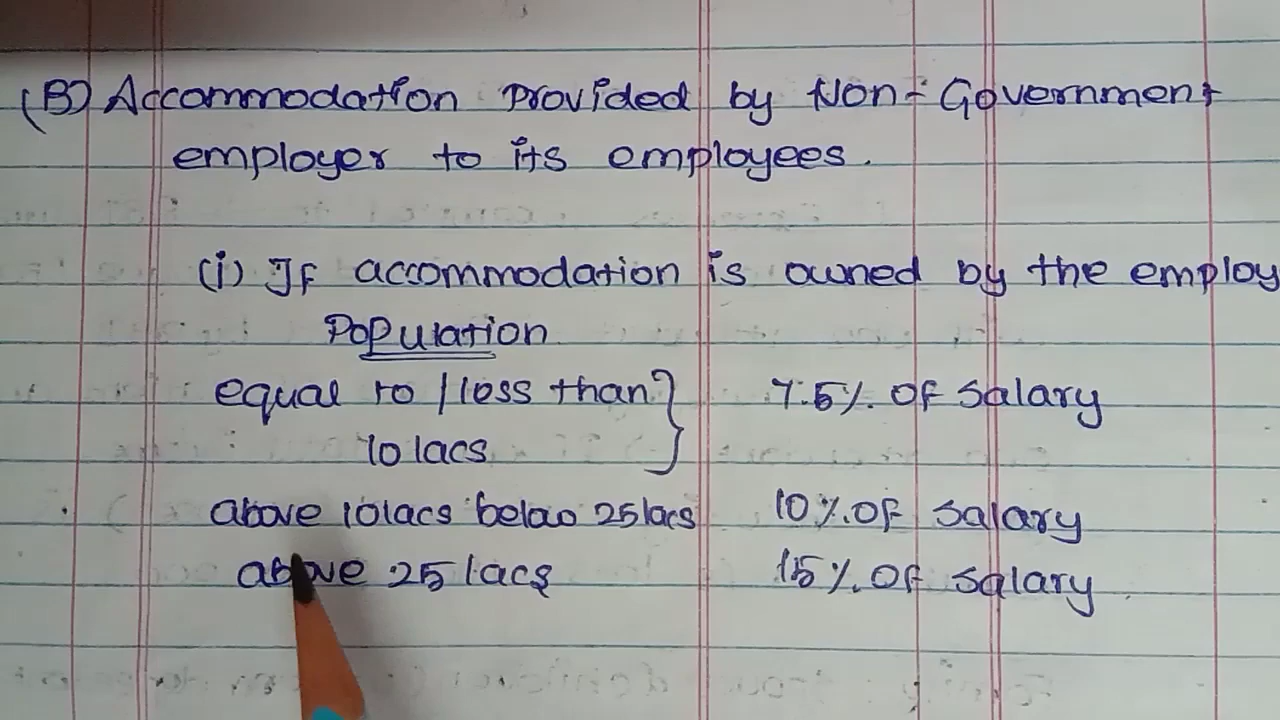 (B) Accommodation provided by Non-Government
employer to its employees.
(i) If accommodation is owned by the employ
Population
equal to / less than } 7.5% of salary
10 lacs
above 10 lacs below 25 lacs 10% of salary
above 25 lacs 15% of salary